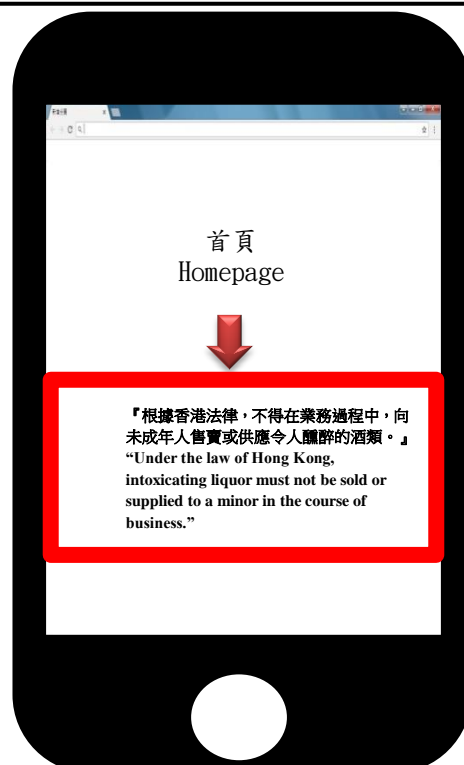 首頁
Homepage
『根據香港法律，不得在業務過程中，向
未成年人售賣或供應令人醺醉的酒類。』
“Under the law of Hong Kong,
intoxicating liquor must not be sold or
supplied to a minor in the course of
business.”